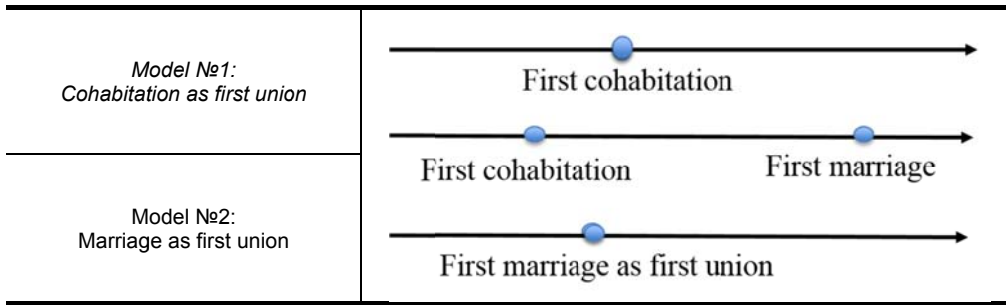 Model №1:
Cohabitation as first union
First cohabitation
First cohabitation First marriage
Model №2:
Marriage as first union
First marriage as first union